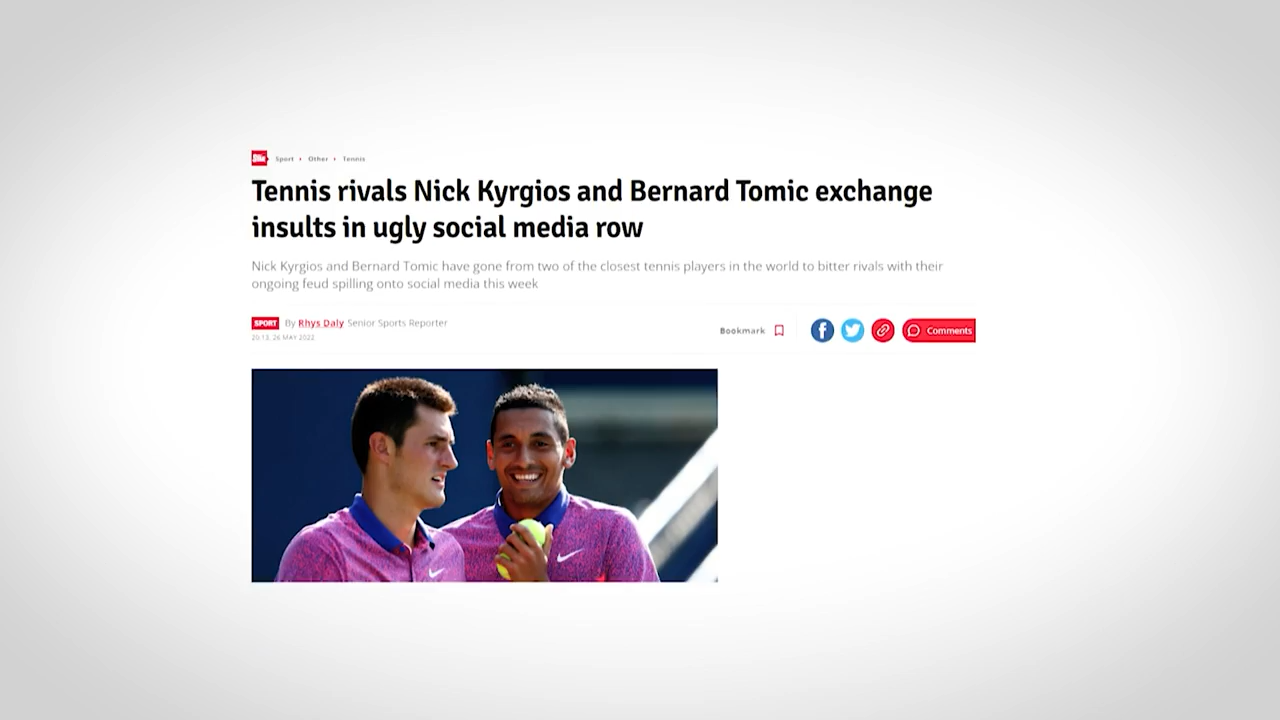 Sport › Other › Tennis
Tennis rivals Nick Kyrgios and Bernard Tomic exchange
insults in ugly social media row
Nick Kyrgios and Bernard Tomic have gone from two of the closest tennis players in the world to bitter rivals with their
ongoing feud spilling onto social media this week
SPORT By Rhys Daly Senior Sports Reporter
20:13, 26 MAY 2022
Bookmark
Comments